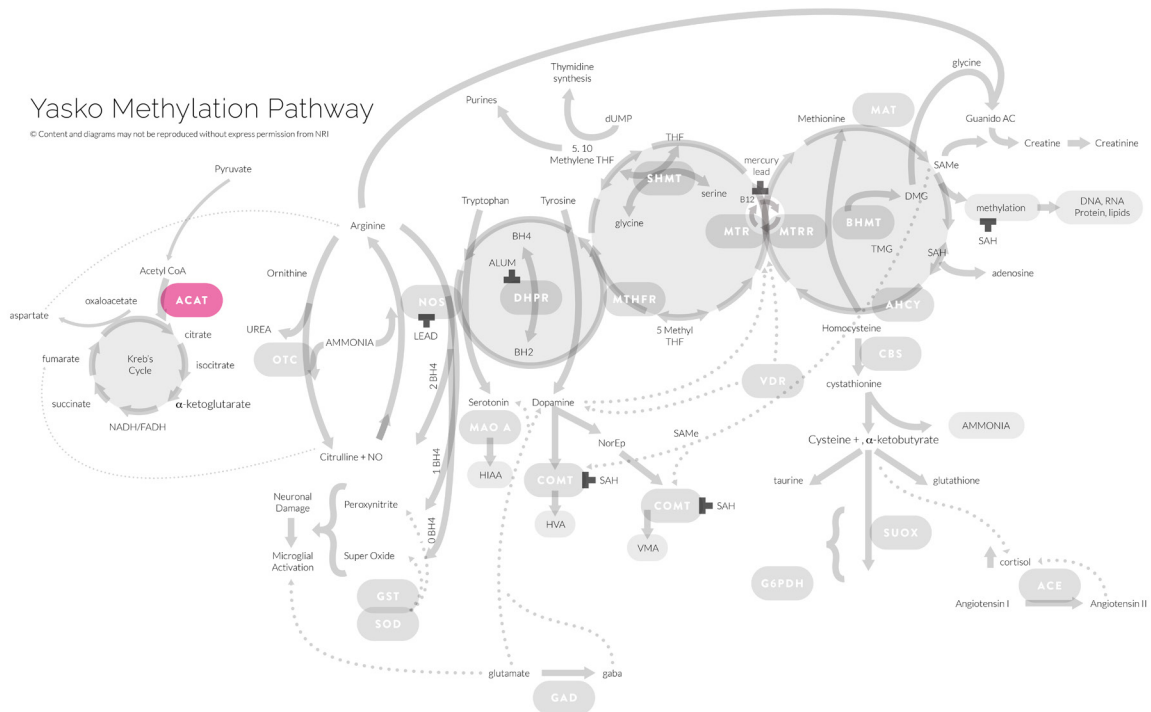 Yasko Methylation Pathway
© Content and diagrams may not be reproduced without express permission from NRI
Pyruvate
Acetyl CoA
ACAT
oxaloacetate
aspartate
citrate
fumarate
Kreb's
Cycle
isocitrate
succinate
α-ketoglutarate
NADH/FADH
Arginine
Ornithine
UREA
OTC
AMMONIA
NOS
LEAD
Citrulline + NO
2 BH4
1 BH4
0 BH4
Neuronal
Damage
Peroxynitrite
Microglial
Activation
Super Oxide
GST
SOD
Tryptophan
Tyrosine
BH4
ALUM
DHPR
BH2
Serotonin
Dopamine
MAO A
HIAA
NorEp
COMT
SAH
HVA
SAMe
COMT
SAH
VMA
glutamate
gaba
GAD
Thymidine
synthesis
Purines
dUMP
5. 10
Methylene THF
THF
SHMT
serine
glycine
MTHFR
5 Methyl
THF
mercury
lead
B12
MTR
MTRR
VDR
Methionine
MAT
BHMT
DMG
TMG
SAMe
SAH
AHCY
Homocysteine
glycine
Guanido AC
Creatine
Creatinine
methylation
DNA, RNA
Protein, lipids
SAH
adenosine
CBS
cystathionine
AMMONIA
Cysteine +, α-ketobutyrate
taurine
glutathione
SUOX
G6PDH
cortisol
ACE
Angiotensin I
Angiotensin II